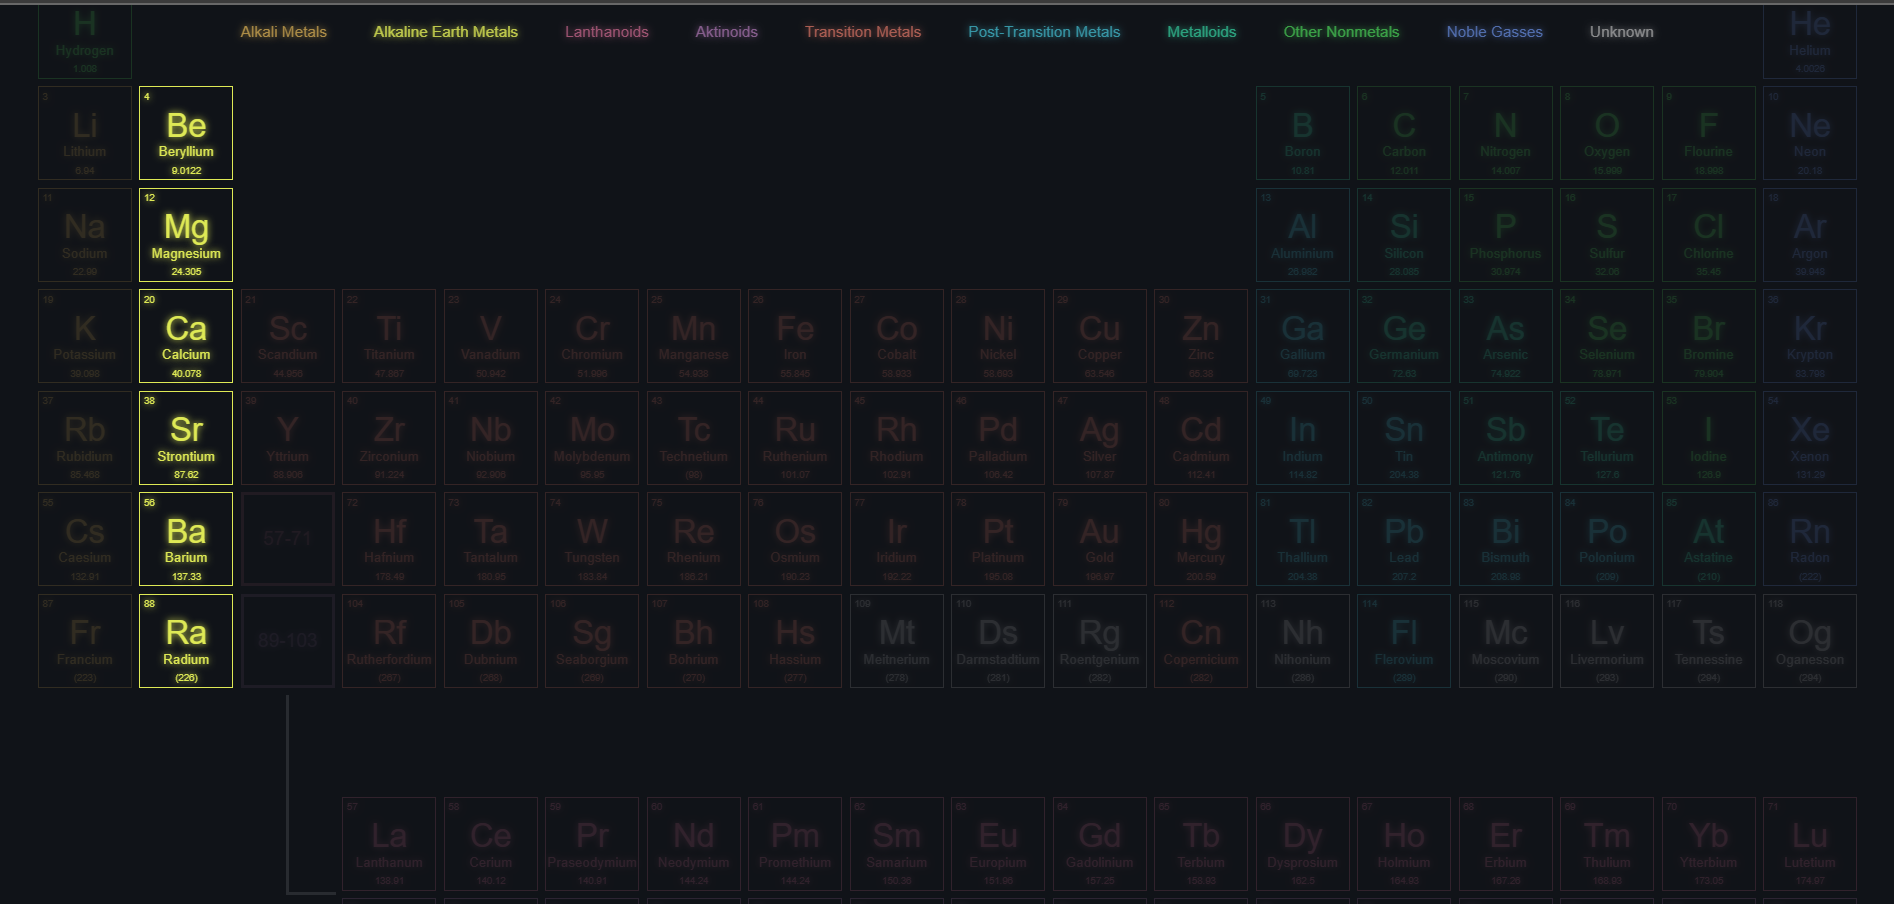 H
Hydrogen
1.008
Alkali Metals Alkaline Earth Metals Lanthanoids Aktinoids Transition Metals Post-Transition Metals Metalloids Other Nonmetals Noble Gasses Unknown
He
Helium
4.0026
3 4 5 6 7 8 9 10
Li Be B C N O F Ne
Lithium Beryllium Boron Carbon Nitrogen Oxygen Flourine Neon
6.94 9.0122 10.81 12.011 14.007 15.999 18.998 20.18
11 12 13 14 15 16 17 18
Na Mg Al Si P S Cl Ar
Sodium Magnesium Aluminium Silicon Phosphorus Sulfur Chlorine Argon
22.99 24.305 26.982 28.085 30.974 32.06 35.45 39.948
19 20 21 22 23 24 25 26 27 28 29 30 31 32 33 34 35 36
K Ca Sc Ti V Cr Mn Fe Co Ni Cu Zn Ga Ge As Se Br Kr
Potassium Calcium Scandium Titanium Vanadium Chromium Manganese Iron Cobalt Nickel Copper Zinc Gallium Germanium Arsenic Selenium Bromine Krypton
39.098 40.078 44.956 47.867 50.942 51.996 54.938 55.845 58.933 58.693 63.546 65.38 69.723 72.63 74.922 78.971 79.904 83.798
37 38 39 40 41 42 43 44 45 46 47 48 49 50 51 52 53 54
Rb Sr Y Zr Nb Mo Tc Ru Rh Pd Ag Cd In Sn Sb Te I Xe
Rubidium Strontium Yttrium Zirconium Niobium Molybdenum Technetium Ruthenium Rhodium Palladium Silver Cadmium Indium Tin Antimony Tellurium Iodine Xenon
85.468 87.62 88.906 91.224 92.906 95.95 (98) 101.07 102.91 106.42 107.87 112.41 114.82 204.38 121.76 127.6 126.9 131.29
55 56 72 73 74 75 76 77 78 79 80 81 82 83 84 85 86
Cs Ba 57-71 Hf Ta W Re Os Ir Pt Au Hg Tl Pb Bi Po At Rn
Caesium Barium Hafnium Tantalum Tungsten Rhenium Osmium Iridium Platinum Gold Mercury Thallium Lead Bismuth Polonium Astatine Radon
132.91 137.33 178.49 180.95 183.84 186.21 190.23 192.22 195.08 196.97 200.59 204.38 207.2 208.98 (209) (210) (222)
87 88 104 105 106 107 108 109 110 111 112 113 114 115 116 117 118
Fr Ra 89-103 Rf Db Sg Bh Hs Mt Ds Rg Cn Nh Fl Mc Lv Ts Og
Francium Radium Rutherfordium Dubnium Seaborgium Bohrium Hassium Meitnerium Darmstadtium Roentgenium Copernicium Nihonium Flerovium Moscovium Livermorium Tennessine Oganesson
(223) (226) (267) (268) (269) (270) (277) (278) (281) (282) (282) (286) (289) (290) (293) (294) (294)
57 58 59 60 61 62 63 64 65 66 67 68 69 70 71
La Ce Pr Nd Pm Sm Eu Gd Tb Dy Ho Er Tm Yb Lu
Lanthanum Cerium Praseodymium Neodymium Promethium Samarium Europium Gadolinium Terbium Dysprosium Holmium Erbium Thulium Ytterbium Lutetium
138.91 140.12 140.91 144.24 144.24 150.36 151.96 157.25 158.93 162.5 164.93 167.26 168.93 173.05 174.97